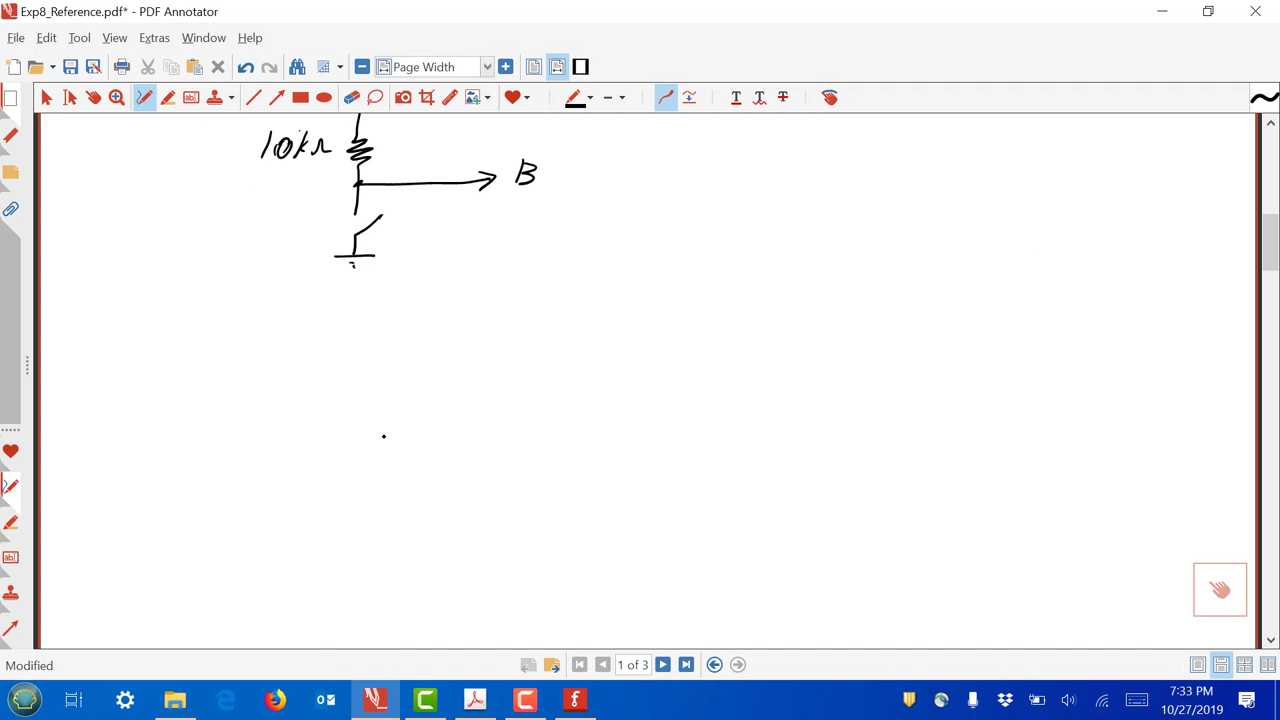 Exp8_Reference.pdf* - PDF Annotator
File Edit Tool View Extras Window Help
Page Width
10kΩ
B
1 of 3
Modified
7:33 PM
10/27/2019